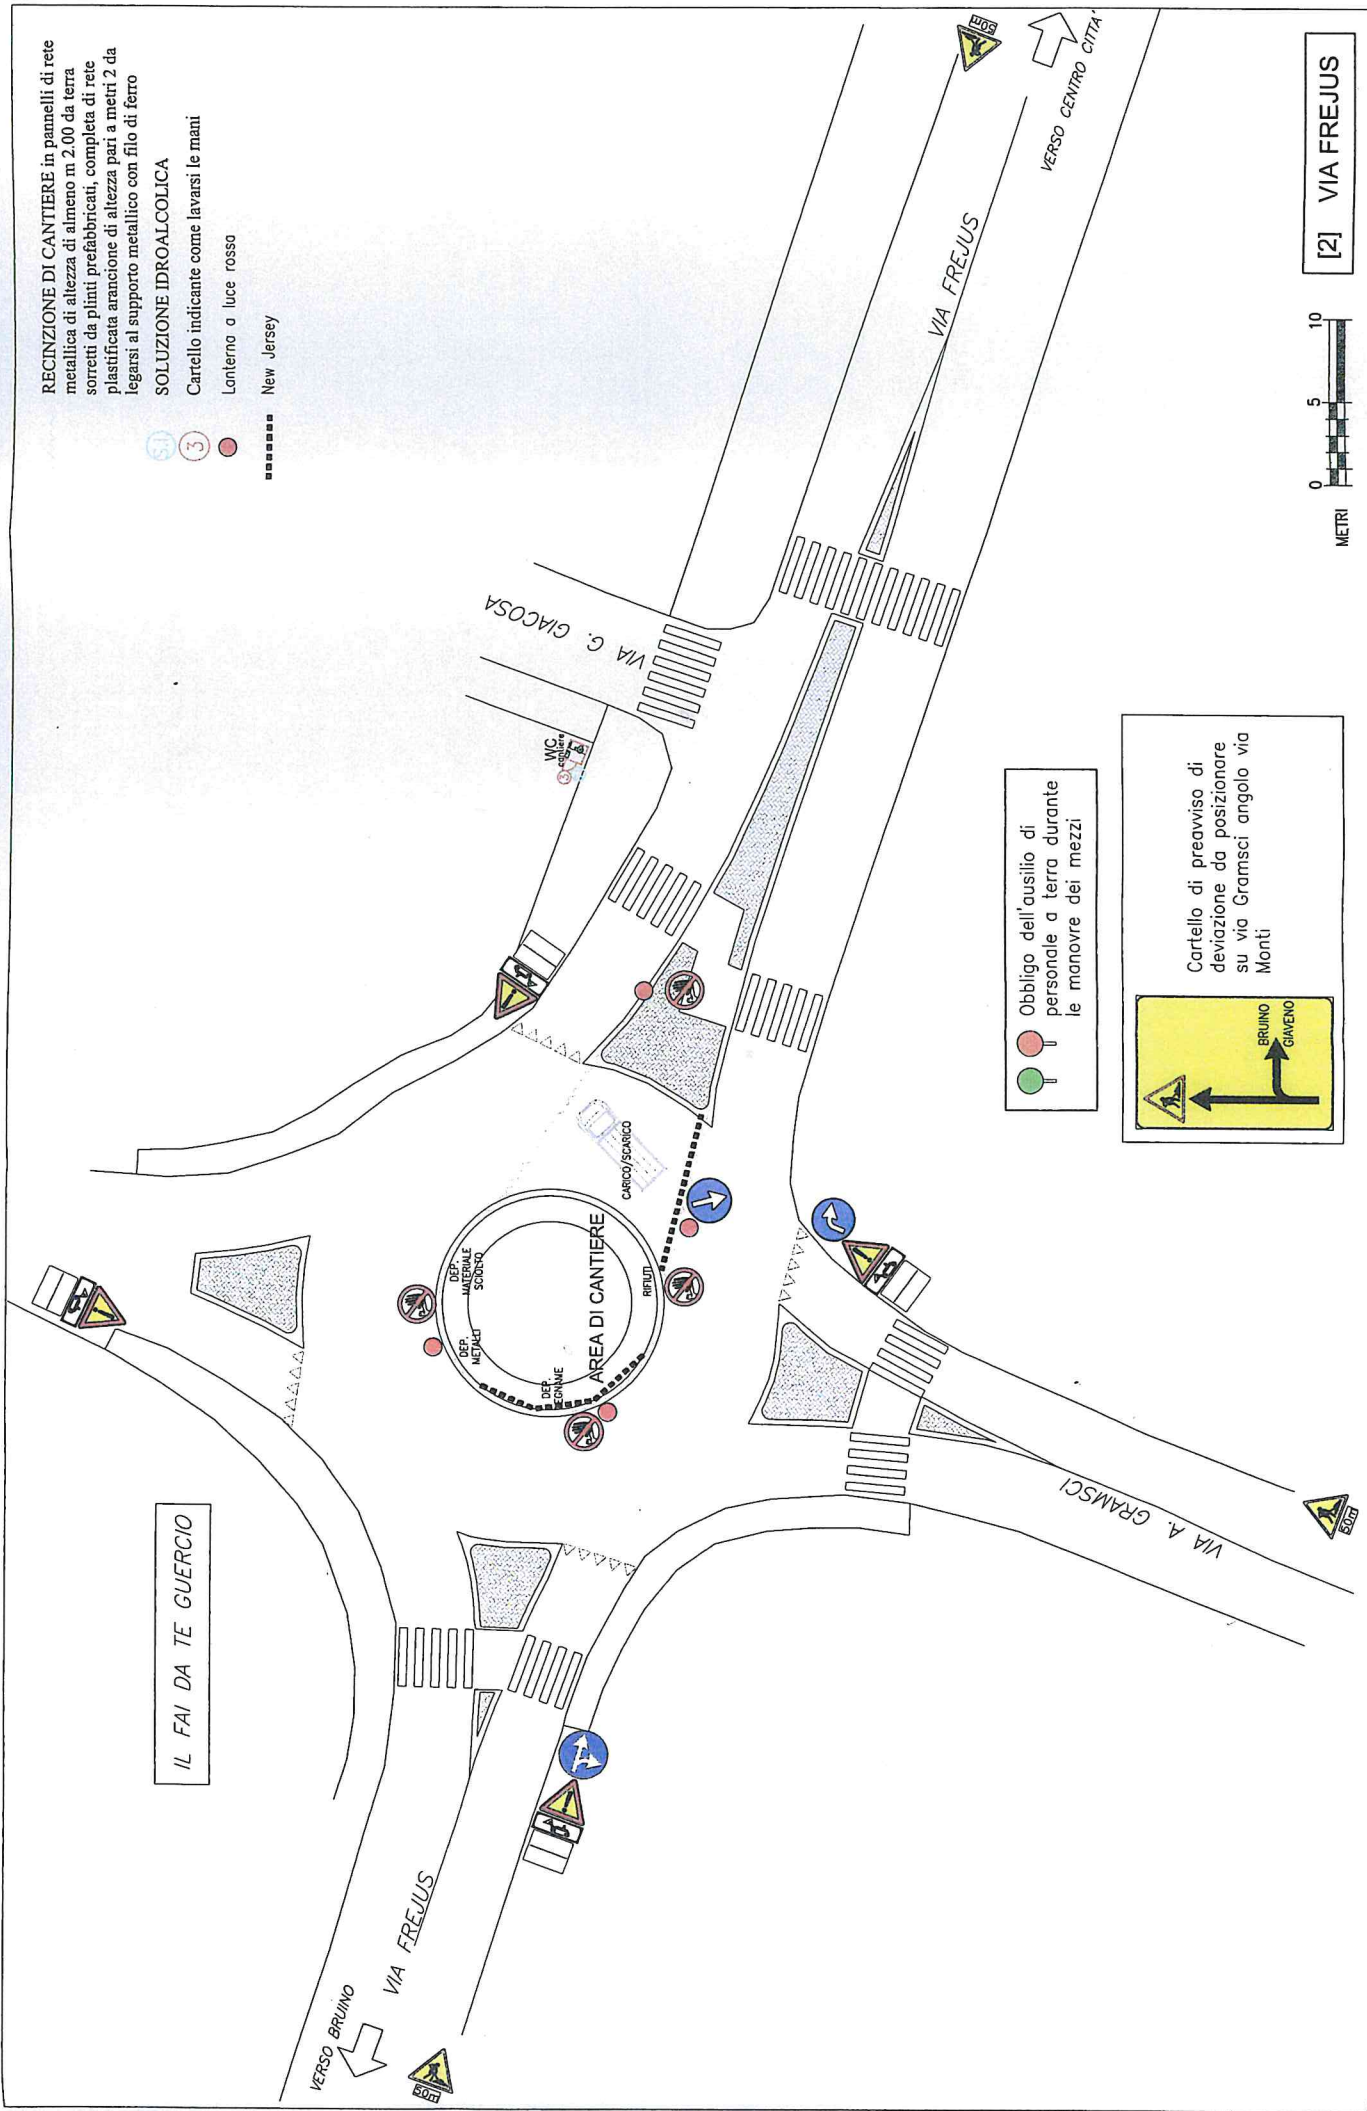 RECINZIONE DI CANTIERE in pannelli di rete
metallica di altezza di almeno m 2.00 da terra
sorretti da plinti prefabbricati, completa di rete
plastificata arancione di altezza pari a metri 2 da
legarsi al supporto metallico con filo di ferro
S.I
SOLUZIONE IDROALCOLICA
3
Cartello indicante come lavarsi le mani
Lanterna a luce rossa
New Jersey
IL FAI DA TE GUERCIO
VERSO BRUINO
VIA FREJUS
50m
DEP.
MATERIALE
SCIOLTO
DEP.
METALLI
DEP.
LEGNAME
AREA DI CANTIERE
RIFIUTI
CARICO/SCARICO
WC
cantiere
3
VIA G. GIACOSA
VIA FREJUS
50m
VERSO CENTRO CITTA'
VIA A. GRAMSCI
50m
Obbligo dell'ausilio di
personale a terra durante
le manovre dei mezzi
BRUINO
GIAVENO
Cartello di preavviso di
deviazione da posizionare
su via Gramsci angolo via
Monti
METRI
0 5 10
[2] VIA FREJUS